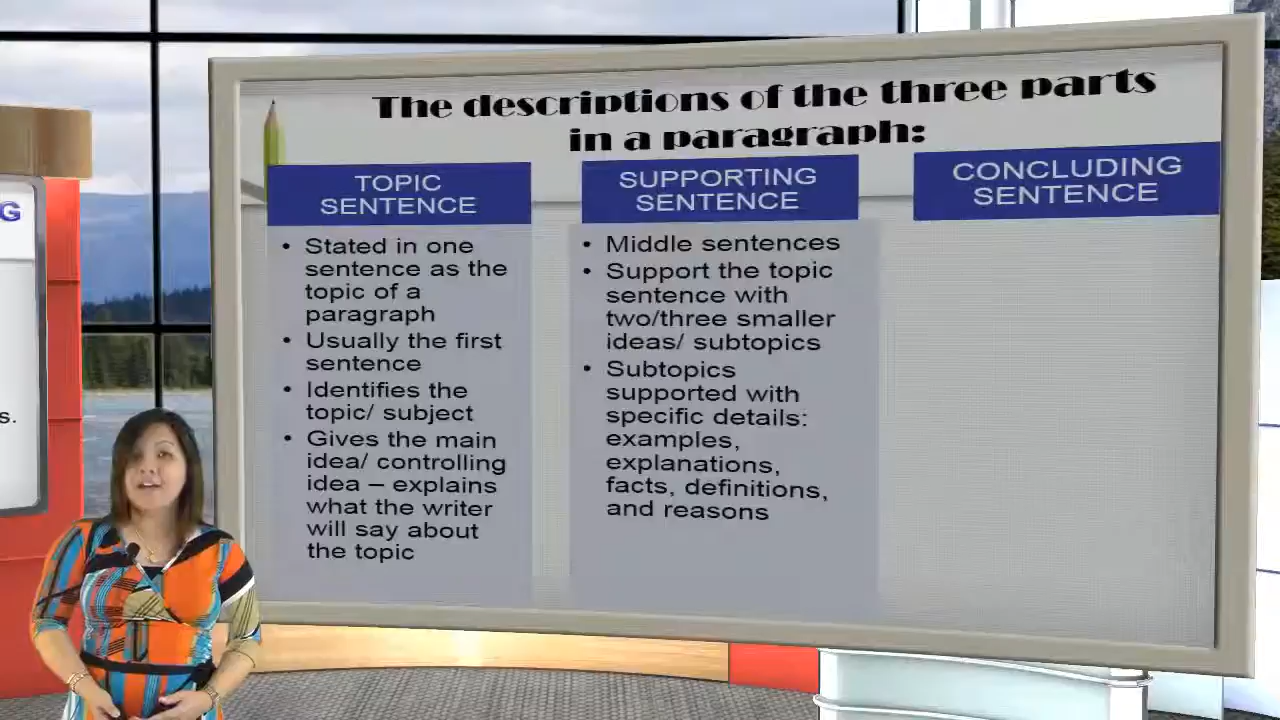 The descriptions of the three parts
in a paragraph:
TOPIC
SENTENCE
• Stated in one
sentence as the
topic of a
paragraph
• Usually the first
sentence
• Identifies the
topic/ subject
• Gives the main
idea/ controlling
idea – explains
what the writer
will say about
the topic
SUPPORTING
SENTENCE
• Middle sentences
• Support the topic
sentence with
two/three smaller
ideas/ subtopics
• Subtopics
supported with
specific details:
examples,
explanations,
facts, definitions,
and reasons
CONCLUDING
SENTENCE
G
s.